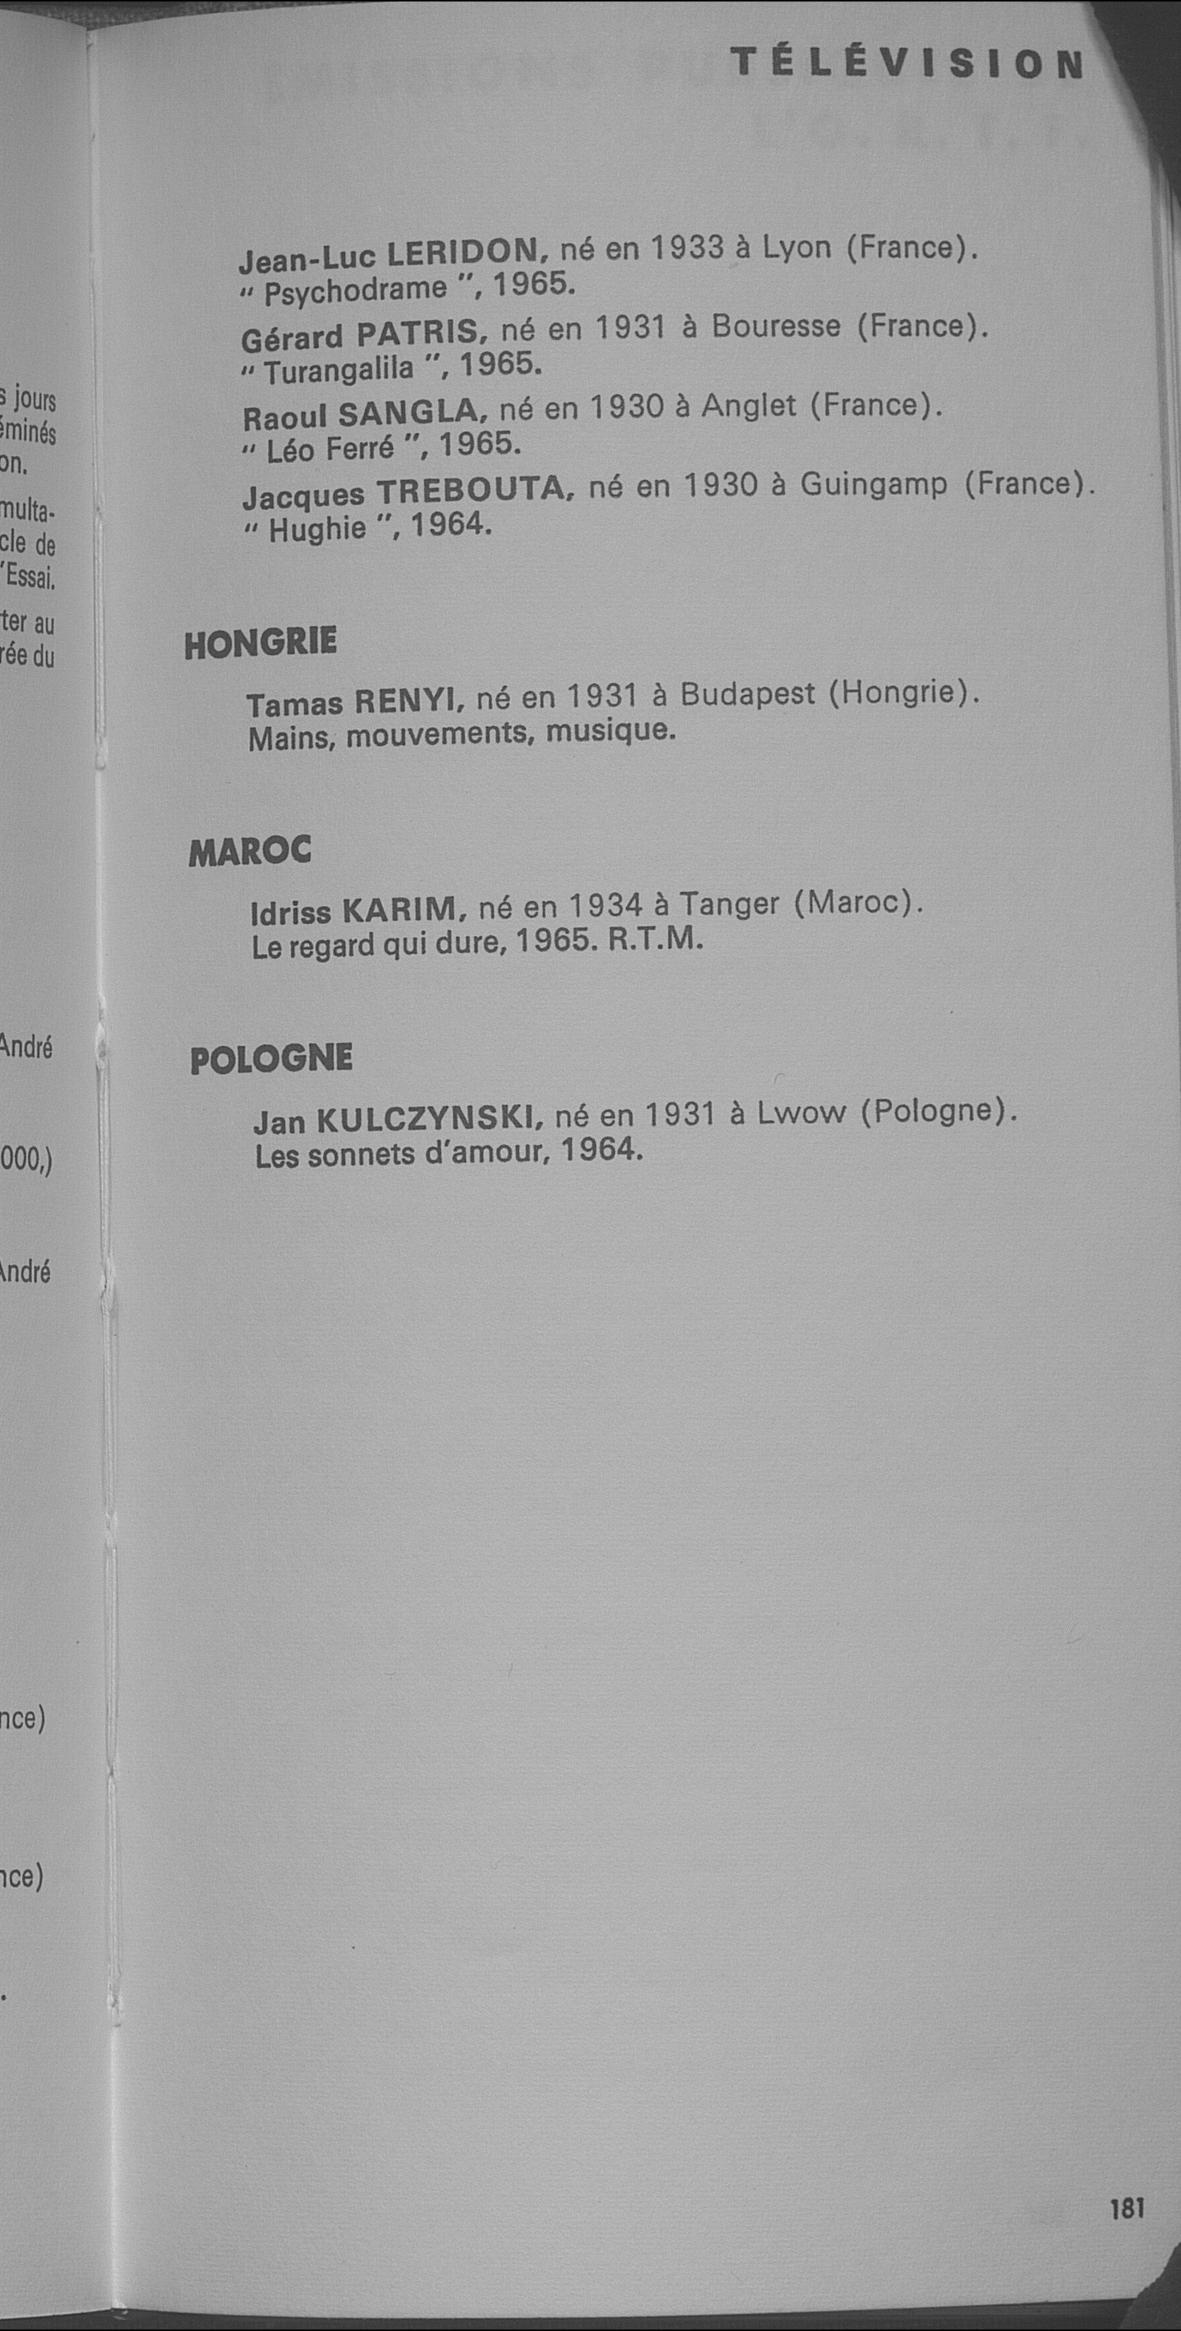 s jours
éminés
on.
multa-
cle de
'Essai.
ter au
rée du
André
000,)
André
nce)
nce)
TÉLÉVISION
Jean-Luc LERIDON, né en 1933 à Lyon (France).
“ Psychodrame ”, 1965.
Gérard PATRIS, né en 1931 à Bouresse (France).
“ Turangalila ”, 1965.
Raoul SANGLA, né en 1930 à Anglet (France).
“ Léo Ferré ”, 1965.
Jacques TREBOUTA, né en 1930 à Guingamp (France).
“ Hughie ”, 1964.
HONGRIE
Tamas RENYI, né en 1931 à Budapest (Hongrie).
Mains, mouvements, musique.
MAROC
Idriss KARIM, né en 1934 à Tanger (Maroc).
Le regard qui dure, 1965. R.T.M.
POLOGNE
Jan KULCZYNSKI, né en 1931 à Lwow (Pologne).
Les sonnets d'amour, 1964.
181